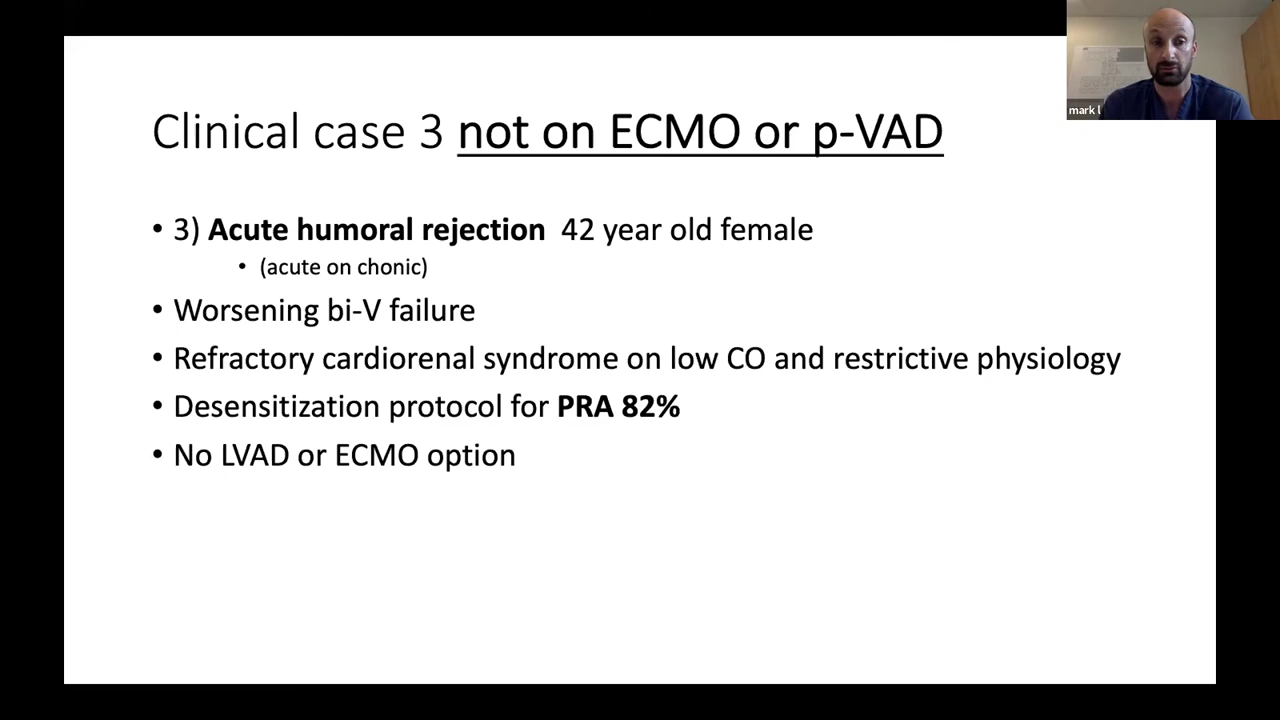 mark l
Clinical case 3 not on ECMO or p-VAD
• 3) Acute humoral rejection 42 year old female
• (acute on chonic)
• Worsening bi-V failure
• Refractory cardiorenal syndrome on low CO and restrictive physiology
• Desensitization protocol for PRA 82%
• No LVAD or ECMO option